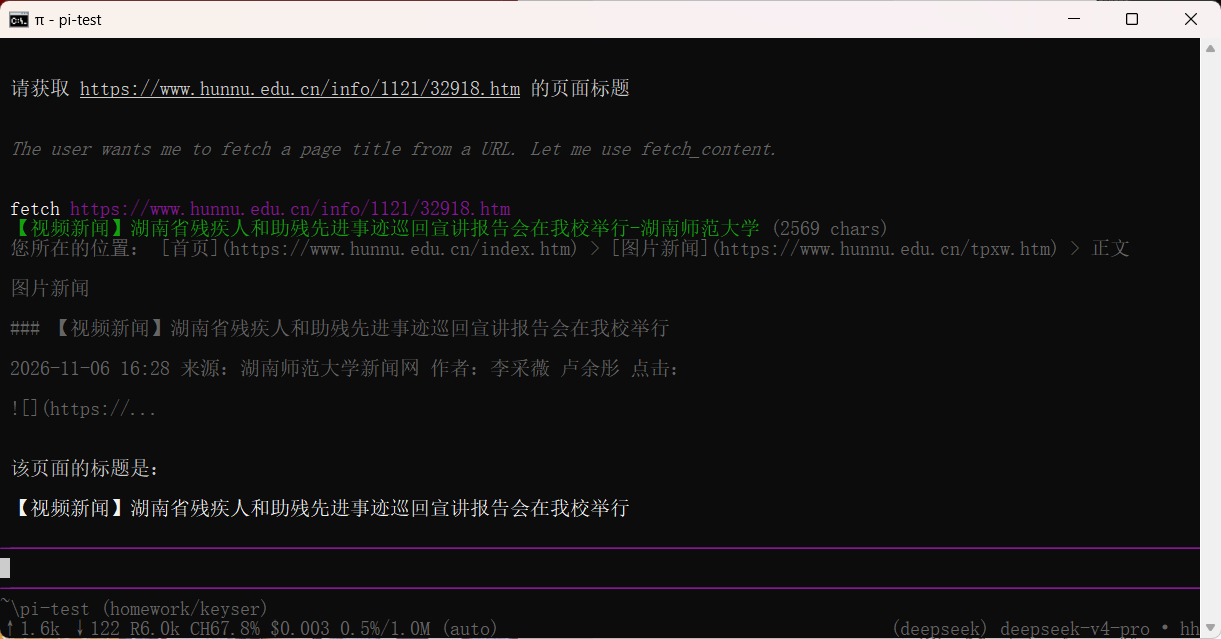 π - pi-test
请获取 https://www.hunnu.edu.cn/info/1121/32918.htm 的页面标题
The user wants me to fetch a page title from a URL. Let me use fetch_content.
fetch https://www.hunnu.edu.cn/info/1121/32918.htm
【视频新闻】湖南省残疾人和助残先进事迹巡回宣讲报告会在我校举行-湖南师范大学 (2569 chars)
您所在的位置: [首页](https://www.hunnu.edu.cn/index.htm) > [图片新闻](https://www.hunnu.edu.cn/tpxw.htm) > 正文
图片新闻
### 【视频新闻】湖南省残疾人和助残先进事迹巡回宣讲报告会在我校举行
2026-11-06 16:28 来源: 湖南师范大学新闻网 作者: 李采薇 卢余彤 点击:
![](https://...
该页面的标题是:
【视频新闻】湖南省残疾人和助残先进事迹巡回宣讲报告会在我校举行
~\pi-test (homework/keyser)
↑1.6k ↓122 R6.0k CH67.8% $0.003 0.5%/1.0M (auto) (deepseek) deepseek-v4-pro • hh